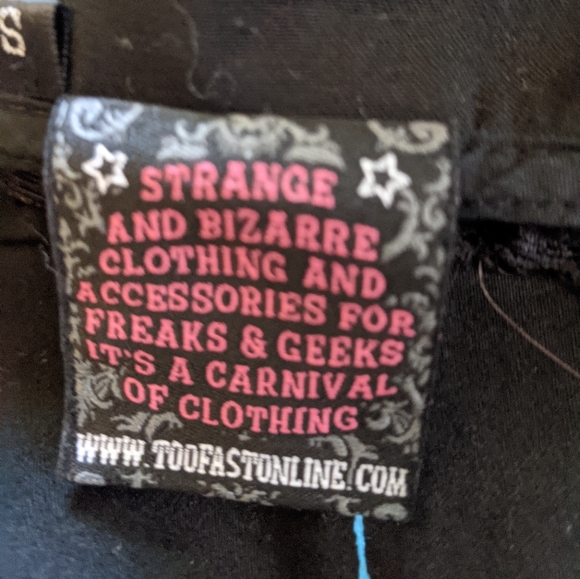 S
STRANGE
AND BIZARRE
CLOTHING AND
ACCESSORIES FOR
FREAKS & GEEKS
IT'S A CARNIVAL
OF CLOTHING
WWW.TOOFASTONLINE.COM